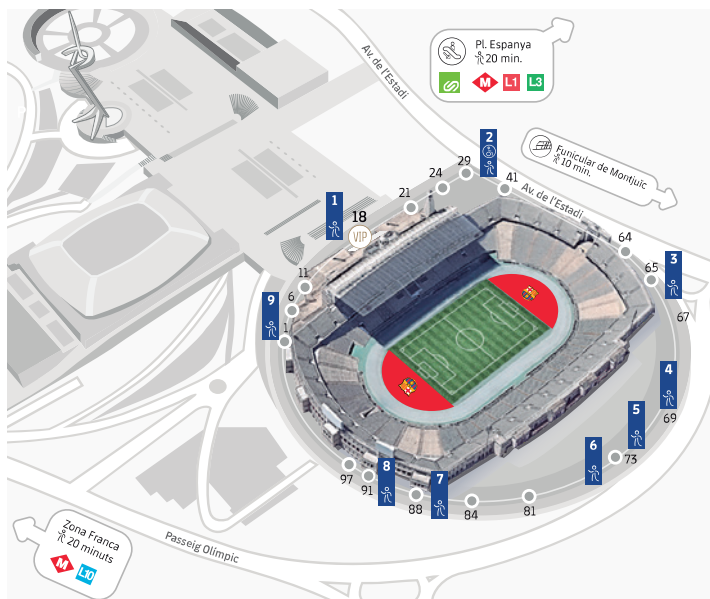 Av. de l'Estadi
Pl. Espanya
20 min.
M L1 L3
Funicular de Montjuïc
10 min.
Av. de l'Estadi
2
29
24
41
21
1
18
VIP
64
65
3
67
11
6
9
1
4
69
5
6
73
97
91
8
88
7
84
81
Zona Franca
20 minuts
M L10
Passeig Olímpic